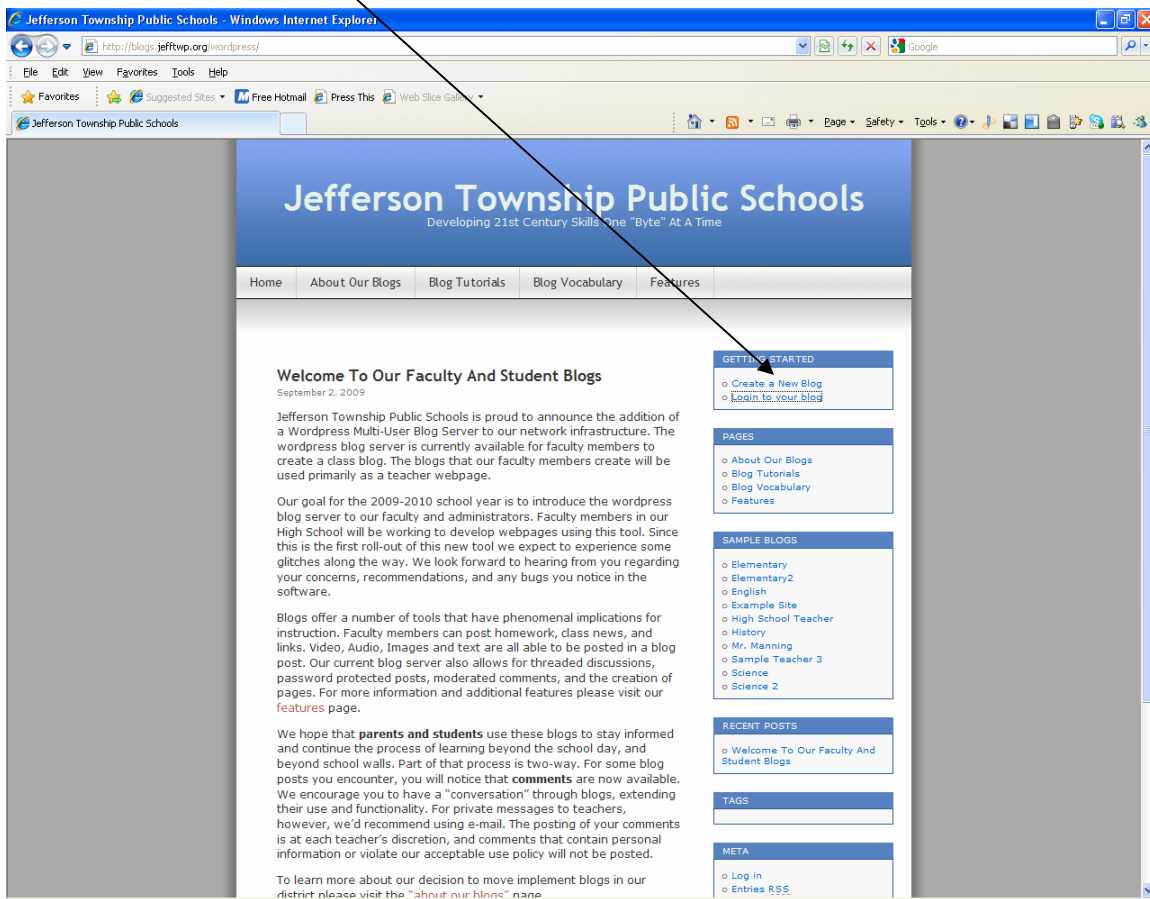 Jefferson Township Public Schools - Windows Internet Explorer
http://blogs.jefftwp.org/wordpress/
Google
File Edit View Favorites Tools Help
Favorites Suggested Sites Free Hotmail Press This Web Slice Gallery
Jefferson Township Public Schools
Page Safety Tools
Jefferson Township Public Schools
Developing 21st Century Skills One "Byte" At A Time
Home About Our Blogs Blog Tutorials Blog Vocabulary Features
Welcome To Our Faculty And Student Blogs
September 2, 2009
Jefferson Township Public Schools is proud to announce the addition of
a Wordpress Multi-User Blog Server to our network infrastructure. The
wordpress blog server is currently available for faculty members to
create a class blog. The blogs that our faculty members create will be
used primarily as a teacher webpage.
Our goal for the 2009-2010 school year is to introduce the wordpress
blog server to our faculty and administrators. Faculty members in our
High School will be working to develop webpages using this tool. Since
this is the first roll-out of this new tool we expect to experience some
glitches along the way. We look forward to hearing from you regarding
your concerns, recommendations, and any bugs you notice in the
software.
Blogs offer a number of tools that have phenomenal implications for
instruction. Faculty members can post homework, class news, and
links. Video, Audio, Images and text are all able to be posted in a blog
post. Our current blog server also allows for threaded discussions,
password protected posts, moderated comments, and the creation of
pages. For more information and additional features please visit our
features page.
We hope that parents and students use these blogs to stay informed
and continue the process of learning beyond the school day, and
beyond school walls. Part of that process is two-way. For some blog
posts you encounter, you will notice that comments are now available.
We encourage you to have a "conversation" through blogs, extending
their use and functionality. For private messages to teachers,
however, we'd recommend using e-mail. The posting of your comments
is at each teacher's discretion, and comments that contain personal
information or violate our acceptable use policy will not be posted.
To learn more about our decision to move implement blogs in our
district please visit the "about our blogs" page
GETTING STARTED
Create a New Blog
Login to your blog
PAGES
About Our Blogs
Blog Tutorials
Blog Vocabulary
Features
SAMPLE BLOGS
Elementary
Elementary2
English
Example Site
High School Teacher
History
Mr. Manning
Sample Teacher 3
Science
Science 2
RECENT POSTS
Welcome To Our Faculty And
Student Blogs
TAGS
META
Log in
Entries RSS